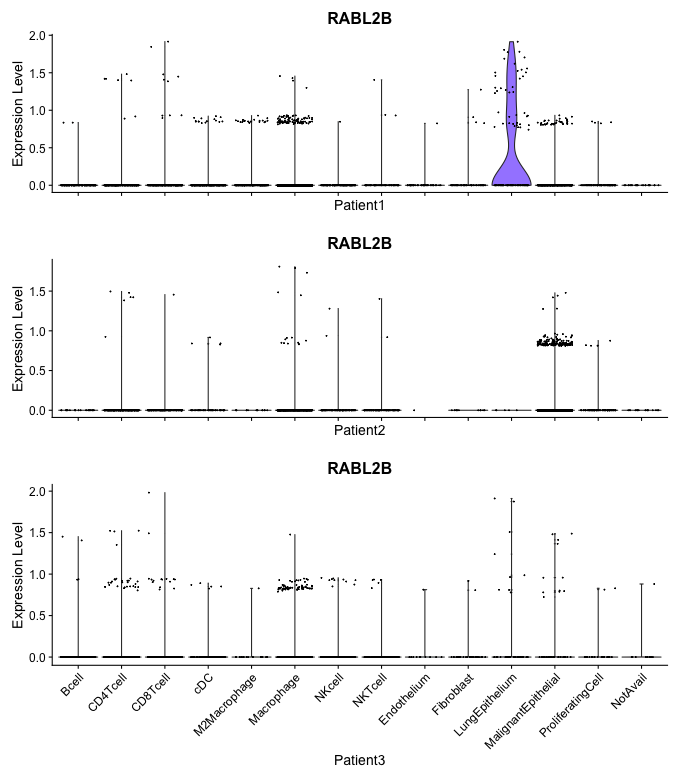 RABL2B
Expression Level
2.0
1.5
1.0
0.5
0.0
Patient1
RABL2B
Expression Level
1.5
1.0
0.5
0.0
Patient2
RABL2B
Expression Level
2.0
1.5
1.0
0.5
0.0
Bcell
CD4Tcell
CD8Tcell
cDC
M2Macrophage
Macrophage
NKcell
NKTcell
Endothelium
Fibroblast
LungEpithelium
MalignantEpithelial
ProliferatingCell
NotAvail
Patient3